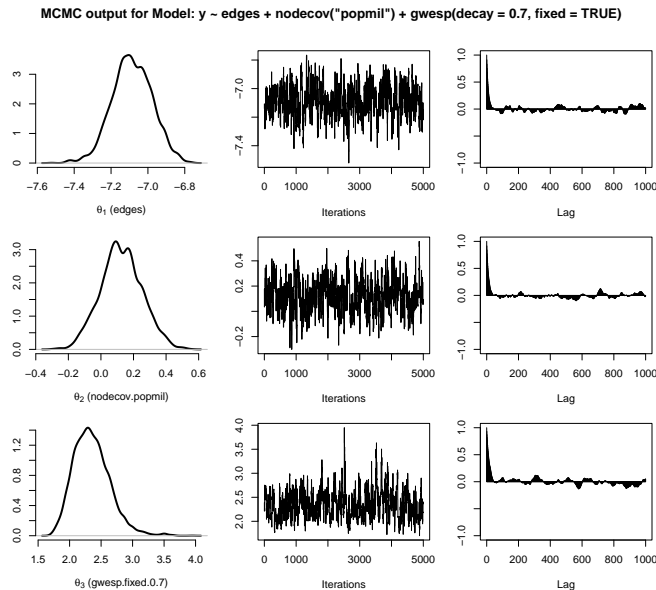 MCMC output for Model: y ~ edges + nodecov("popmil") + gwesp(decay = 0.7, fixed = TRUE)
0 1 2 3
−7.6 −7.4 −7.2 −7.0 −6.8
θ1 (edges)
−7.4 −7.0
0 1000 3000 5000
Iterations
−1.0 0.0 0.5 1.0
0 200 400 600 800 1000
Lag
0.0 1.0 2.0 3.0
−0.4 −0.2 0.0 0.2 0.4 0.6
θ2 (nodecov.popmil)
−0.2 0.2 0.4
0 1000 3000 5000
Iterations
−1.0 0.0 0.5 1.0
0 200 400 600 800 1000
Lag
0.0 0.4 0.8 1.2
1.5 2.0 2.5 3.0 3.5 4.0
θ3 (gwesp.fixed.0.7)
2.0 2.5 3.0 3.5 4.0
0 1000 3000 5000
Iterations
−1.0 0.0 0.5 1.0
0 200 400 600 800 1000
Lag